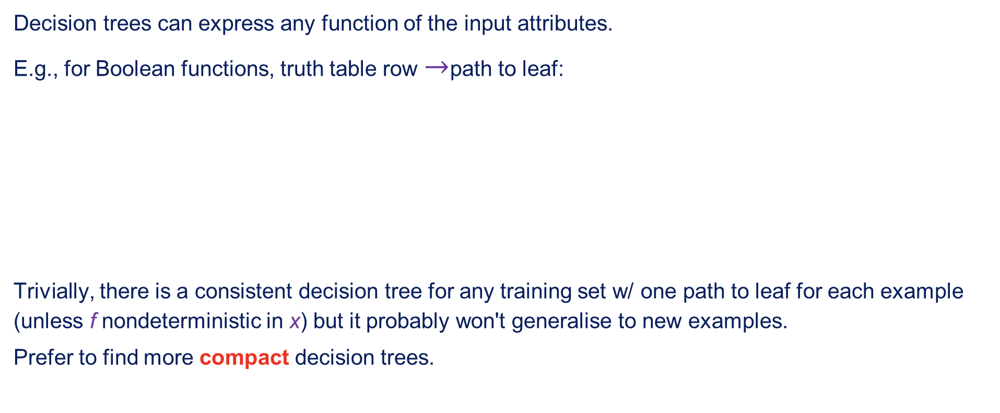 Decision trees can express any function of the input attributes.
E.g., for Boolean functions, truth table row →path to leaf:
Trivially, there is a consistent decision tree for any training set w/ one path to leaf for each example
(unless f nondeterministic in x) but it probably won't generalise to new examples.
Prefer to find more compact decision trees.